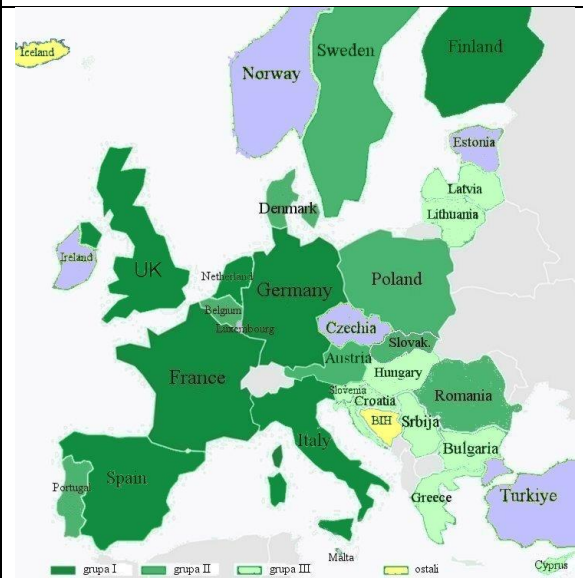 Iceland
Sweden
Finland
Norway
Estonia
Latvia
Lithuania
Denmark
Ireland
UK
Netherland
Germany
Poland
Belgium
Luxembourg
Czechia
Slovak.
Austria
France
Hungary
Slovenia
Croatia
Romania
BIH
Srbija
Italy
Bulgaria
Spain
Portuga
Greece
Turkiye
Malta
Cyprus
grupa I
grupa II
grupa III
ostali